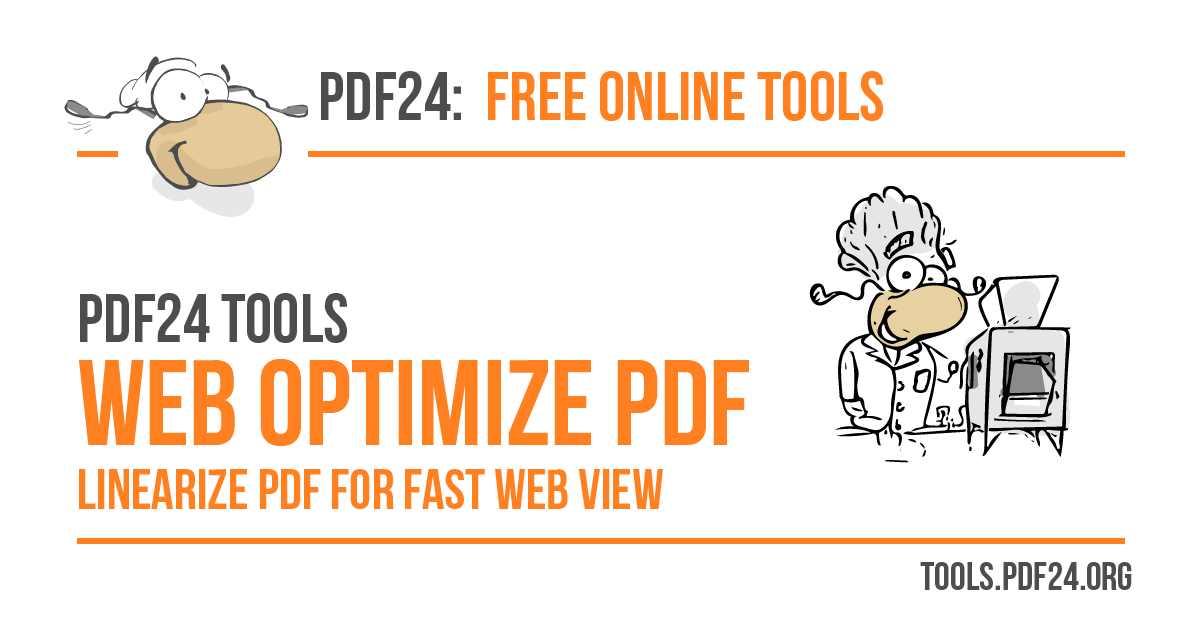 PDF24: FREE ONLINE TOOLS
PDF24 TOOLS
WEB OPTIMIZE PDF
LINEARIZE PDF FOR FAST WEB VIEW
TOOLS.PDF24.ORG